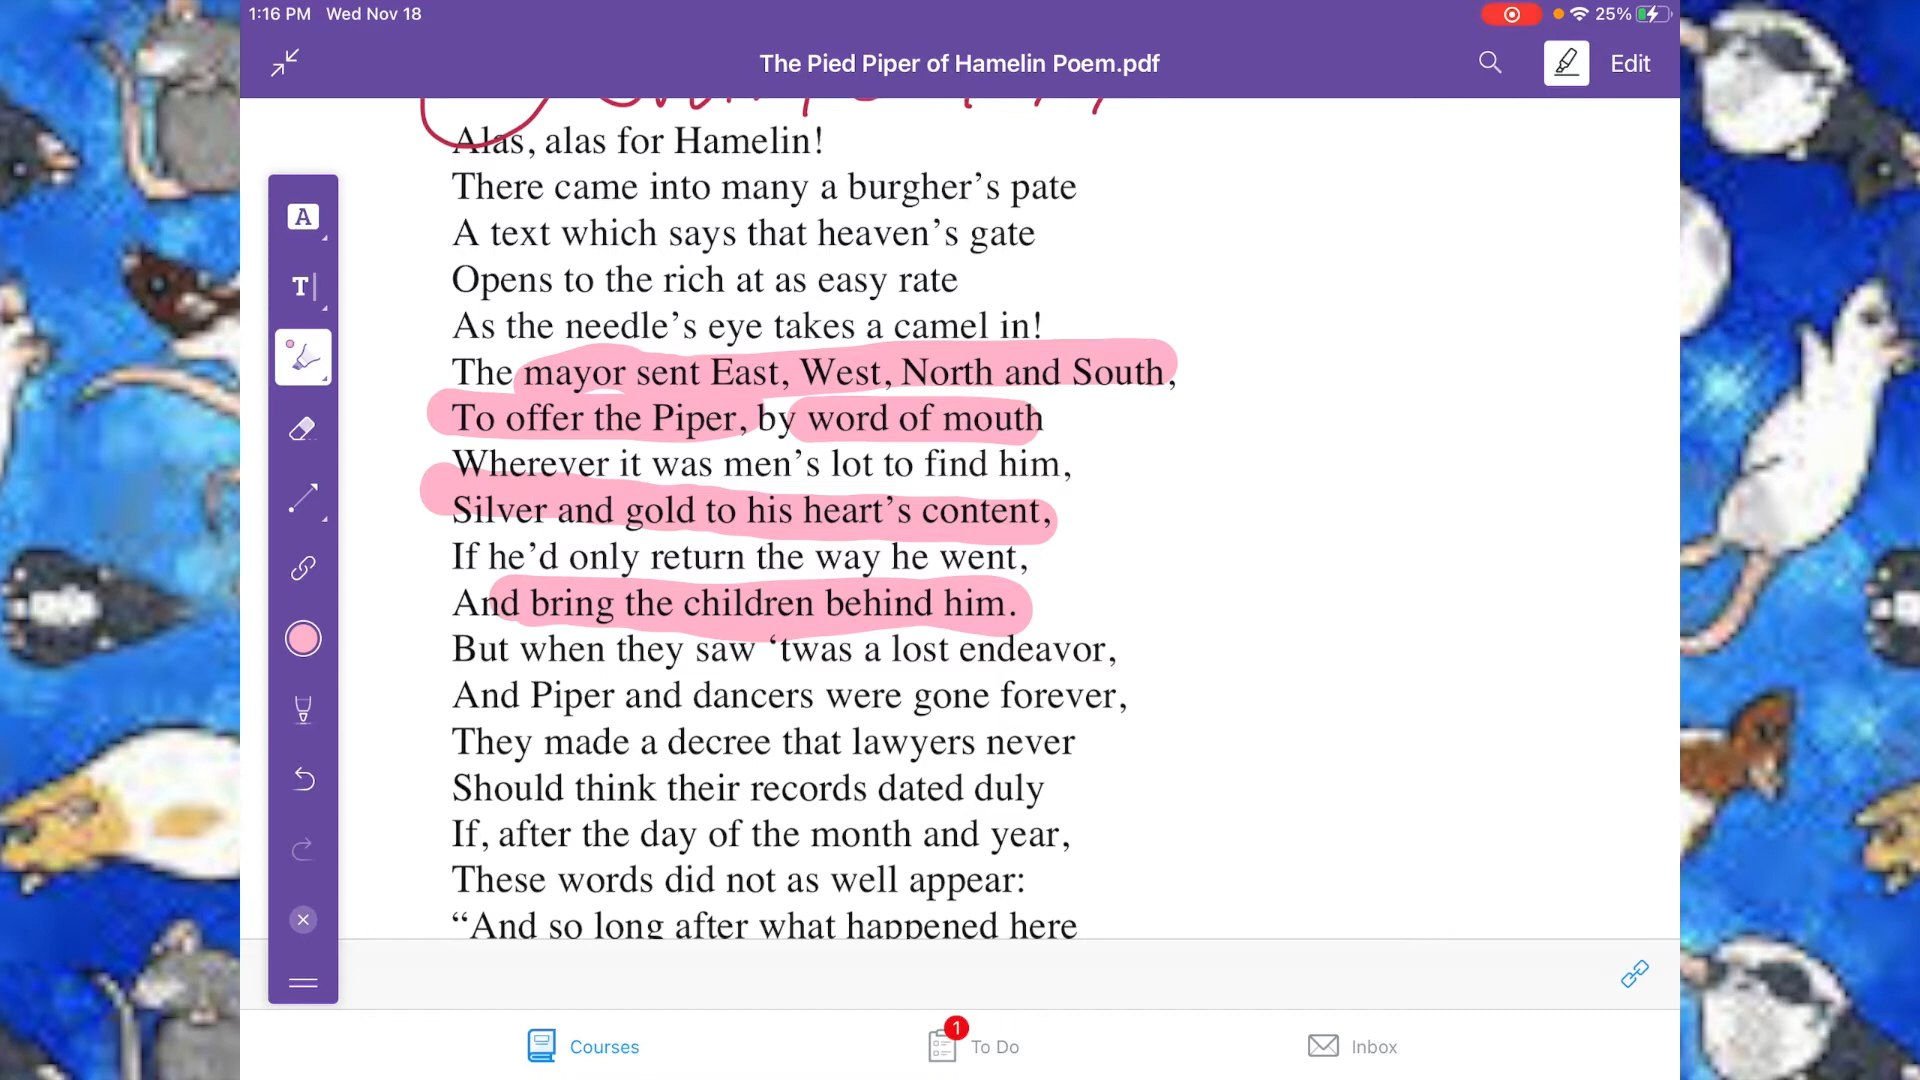 1:16 PM Wed Nov 18
25%
The Pied Piper of Hamelin Poem.pdf
Edit
Alas, alas for Hamelin!
There came into many a burgher’s pate
A text which says that heaven’s gate
Opens to the rich at as easy rate
As the needle’s eye takes a camel in!
The mayor sent East, West, North and South,
To offer the Piper, by word of mouth
Wherever it was men’s lot to find him,
Silver and gold to his heart’s content,
If he’d only return the way he went,
And bring the children behind him.
But when they saw ‘twas a lost endeavor,
And Piper and dancers were gone forever,
They made a decree that lawyers never
Should think their records dated duly
If, after the day of the month and year,
These words did not as well appear:
“And so long after what happened here
A
T
Courses
1
To Do
Inbox